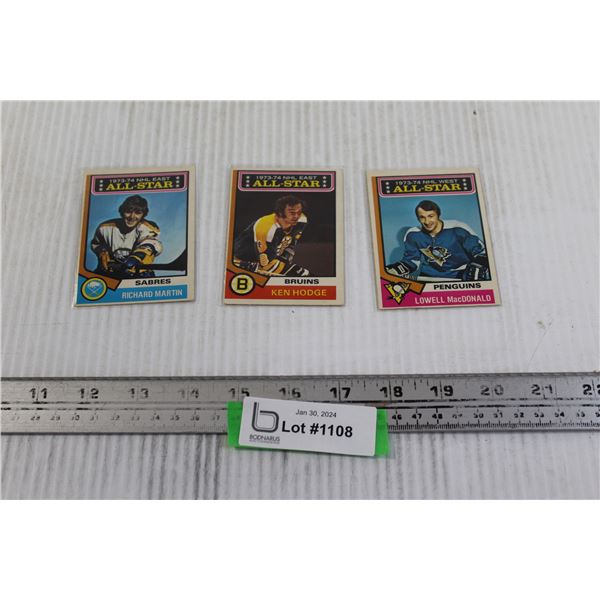 1973-74 NHL EAST
ALL-STAR
SABRES
RICHARD MARTIN
1973-74 NHL EAST
ALL-STAR
B
BRUINS
KEN HODGE
1973-74 NHL WEST
ALL-STAR
PENGUINS
LOWELL MacDONALD
11 12 13 14 15 16 17 18 19 20 21 22
Jan 30, 2024
Lot #1108
b
BODNARUS